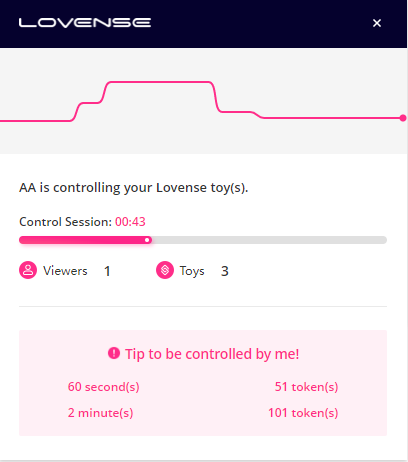 LOVENSE
AA is controlling your Lovense toy(s).
Control Session: 00:43
Viewers 1 Toys 3
Tip to be controlled by me!
60 second(s) 51 token(s)
2 minute(s) 101 token(s)